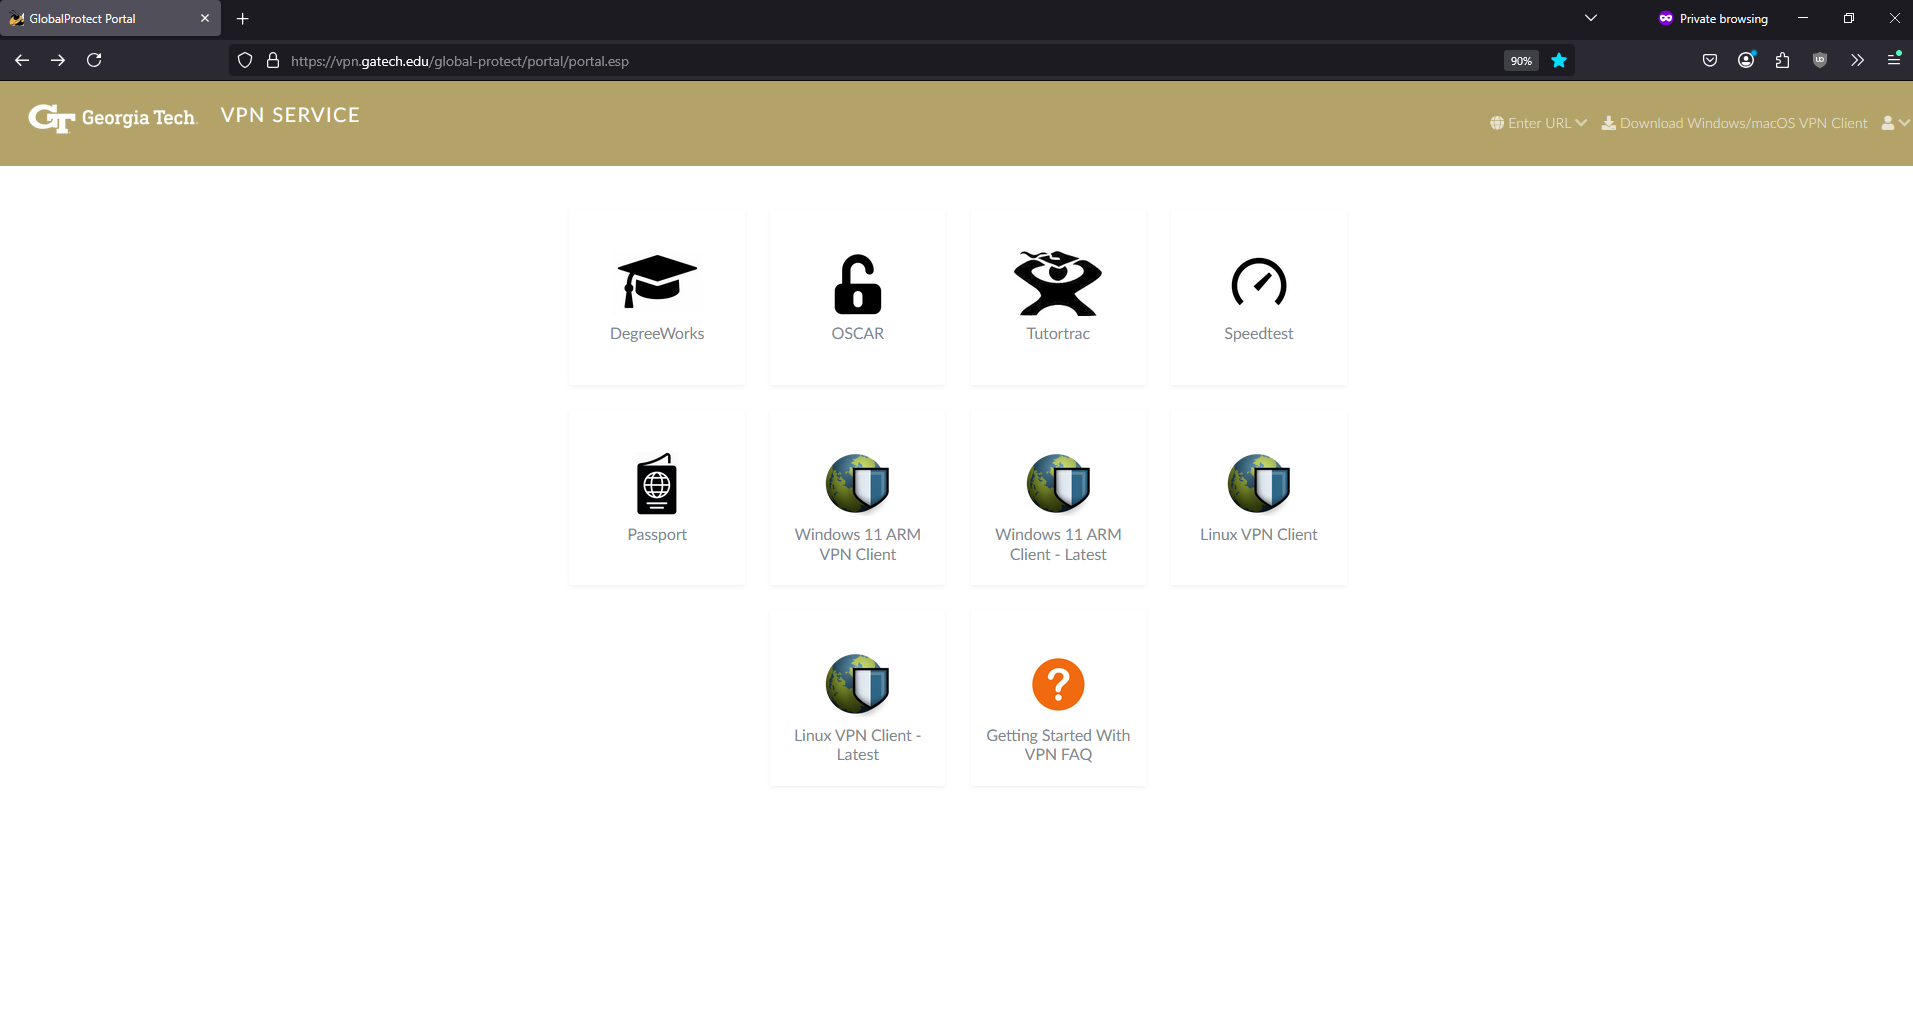 GlobalProtect Portal
Private browsing
https://vpn.gatech.edu/global-protect/portal/portal.esp
90%
GT Georgia Tech.
VPN SERVICE
Enter URL
Download Windows/macOS VPN Client
DegreeWorks
OSCAR
Tutortrac
Speedtest
Passport
Windows 11 ARM
VPN Client
Windows 11 ARM
Client - Latest
Linux VPN Client
Linux VPN Client -
Latest
?
Getting Started With
VPN FAQ